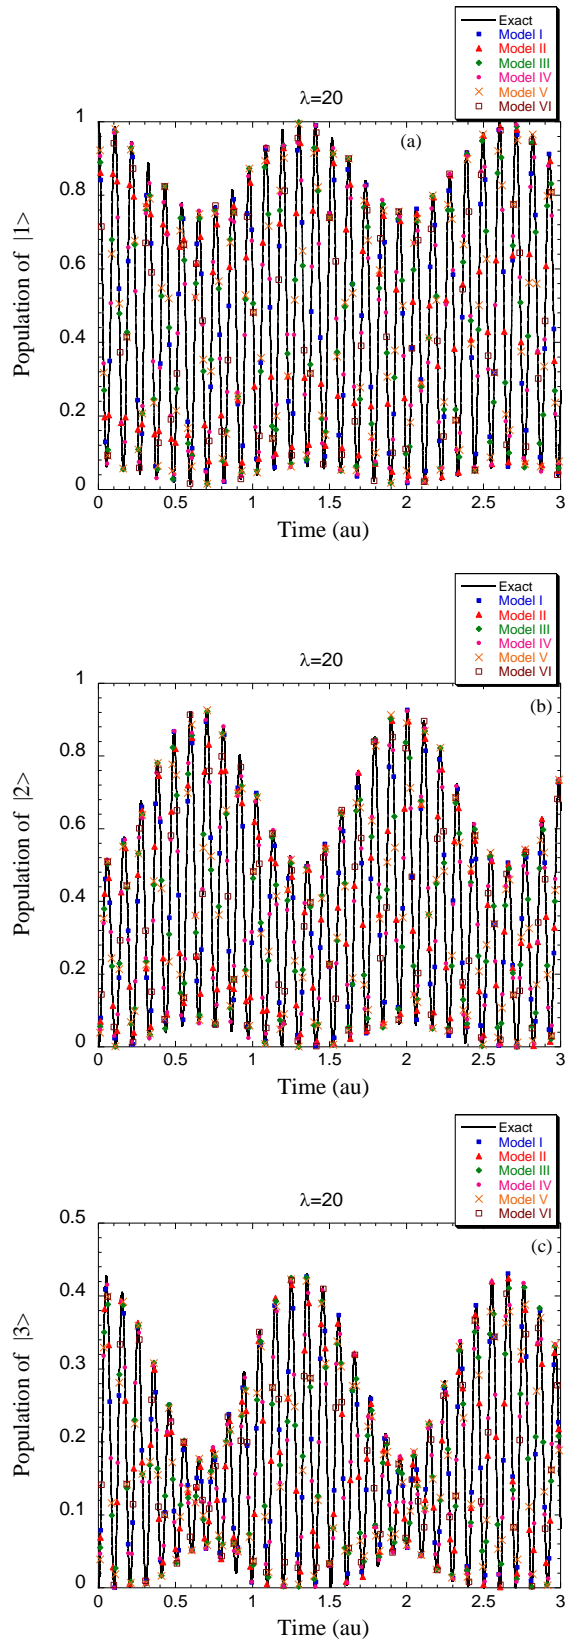 Exact
Model I
Model II
Model III
Model IV
Model V
Model VI
λ=20
(a)
Population of |1>
1
0.8
0.6
0.4
0.2
0
0 0.5 1 1.5 2 2.5 3
Time (au)
Exact
Model I
Model II
Model III
Model IV
Model V
Model VI
λ=20
(b)
Population of |2>
1
0.8
0.6
0.4
0.2
0
0 0.5 1 1.5 2 2.5 3
Time (au)
Exact
Model I
Model II
Model III
Model IV
Model V
Model VI
λ=20
(c)
Population of |3>
0.5
0.4
0.3
0.2
0.1
0
0 0.5 1 1.5 2 2.5 3
Time (au)